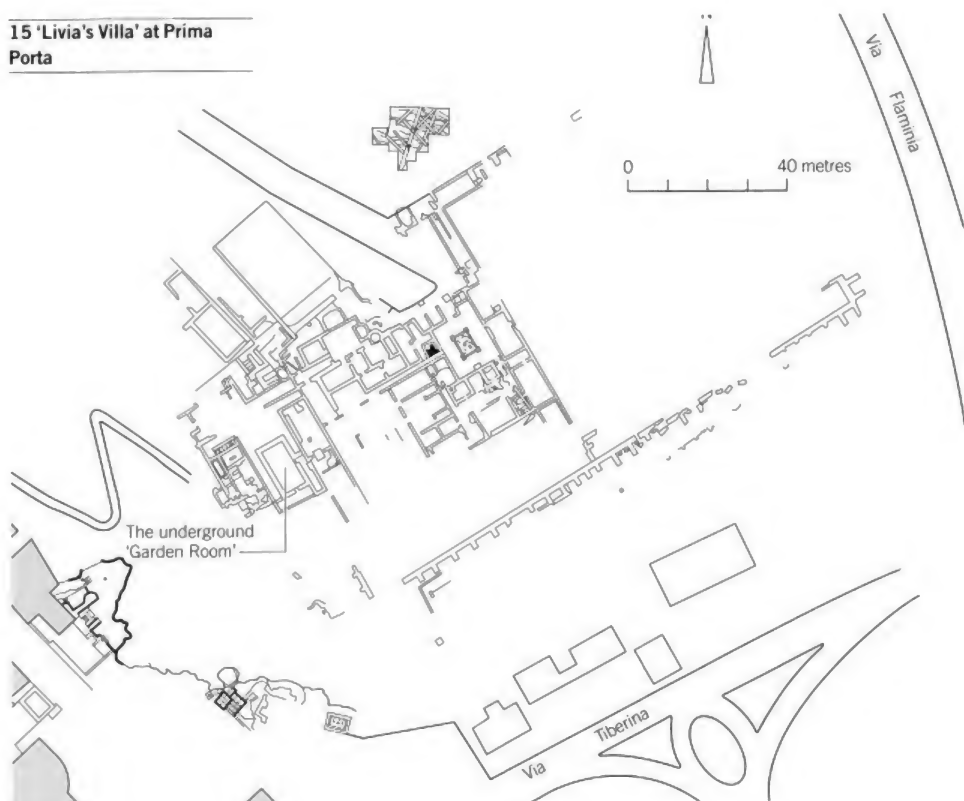 15 ‘Livia's Villa’ at Prima
Porta
Via
Flaminia
0 40 metres
The underground
‘Garden Room’
Via
Tiberina